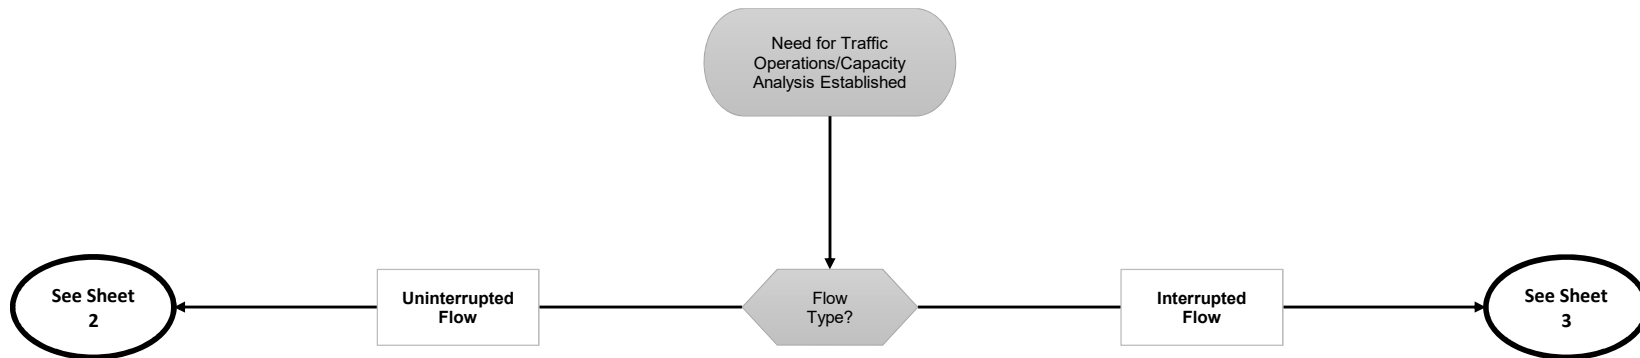 Need for Traffic
Operations/Capacity
Analysis Established
See Sheet
2
Uninterrupted
Flow
Flow
Type?
Interrupted
Flow
See Sheet
3